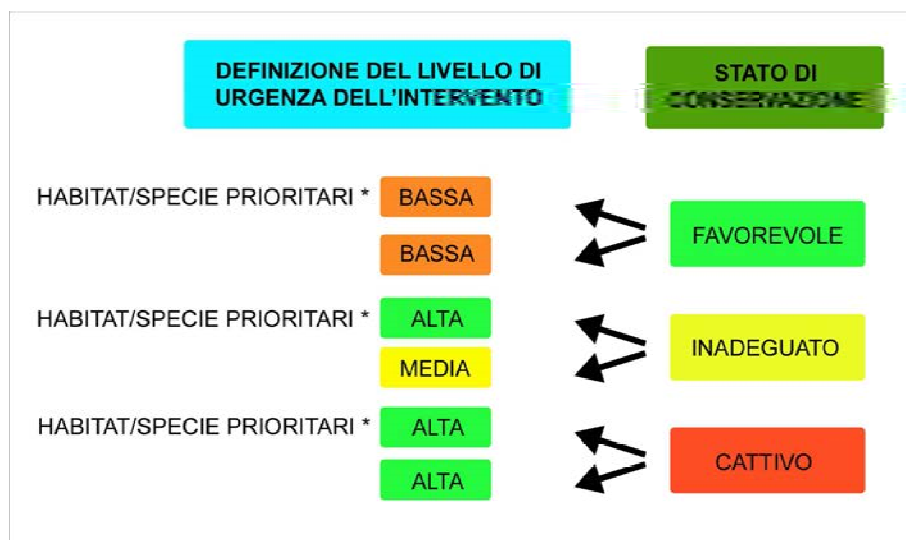 DEFINIZIONE DEL LIVELLO DI
URGENZA DELL'INTERVENTO
STATO DI
CONSERVAZIONE
HABITAT/SPECIE PRIORITARI *
BASSA
BASSA
FAVOREVOLE
HABITAT/SPECIE PRIORITARI *
ALTA
MEDIA
INADEGUATO
HABITAT/SPECIE PRIORITARI *
ALTA
ALTA
CATTIVO